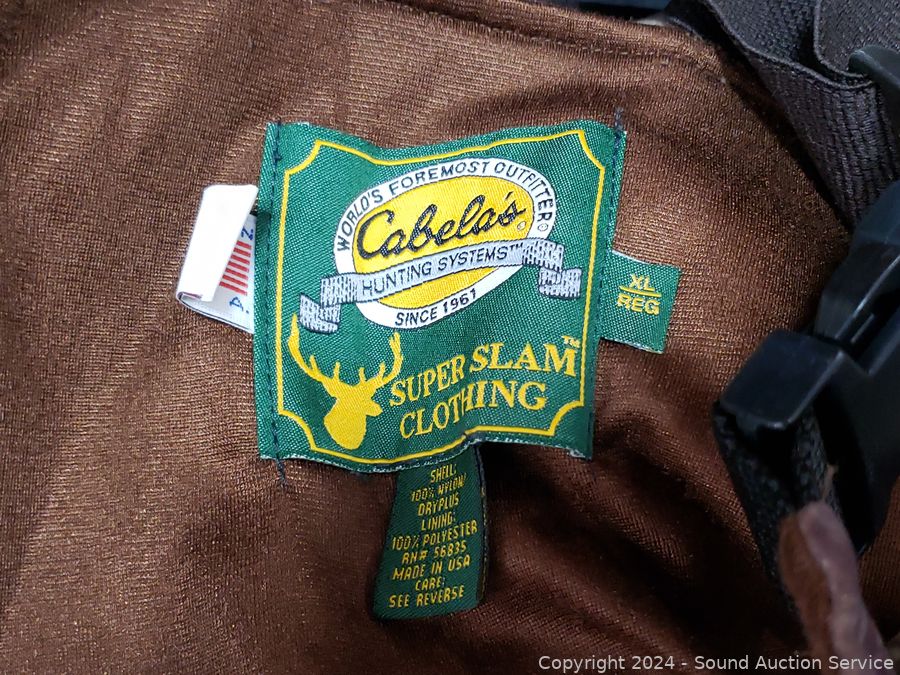 WORLD'S FOREMOST OUTFITTER
Cabela's
HUNTING SYSTEMS™
SINCE 1961
SUPER SLAM™
CLOTHING
XL
REG
SHELL:
100% NYLON/
DRYPLUS
LINING:
100% POLYESTER
RN# 56835
MADE IN USA
CARE:
SEE REVERSE
Copyright 2024 - Sound Auction Service